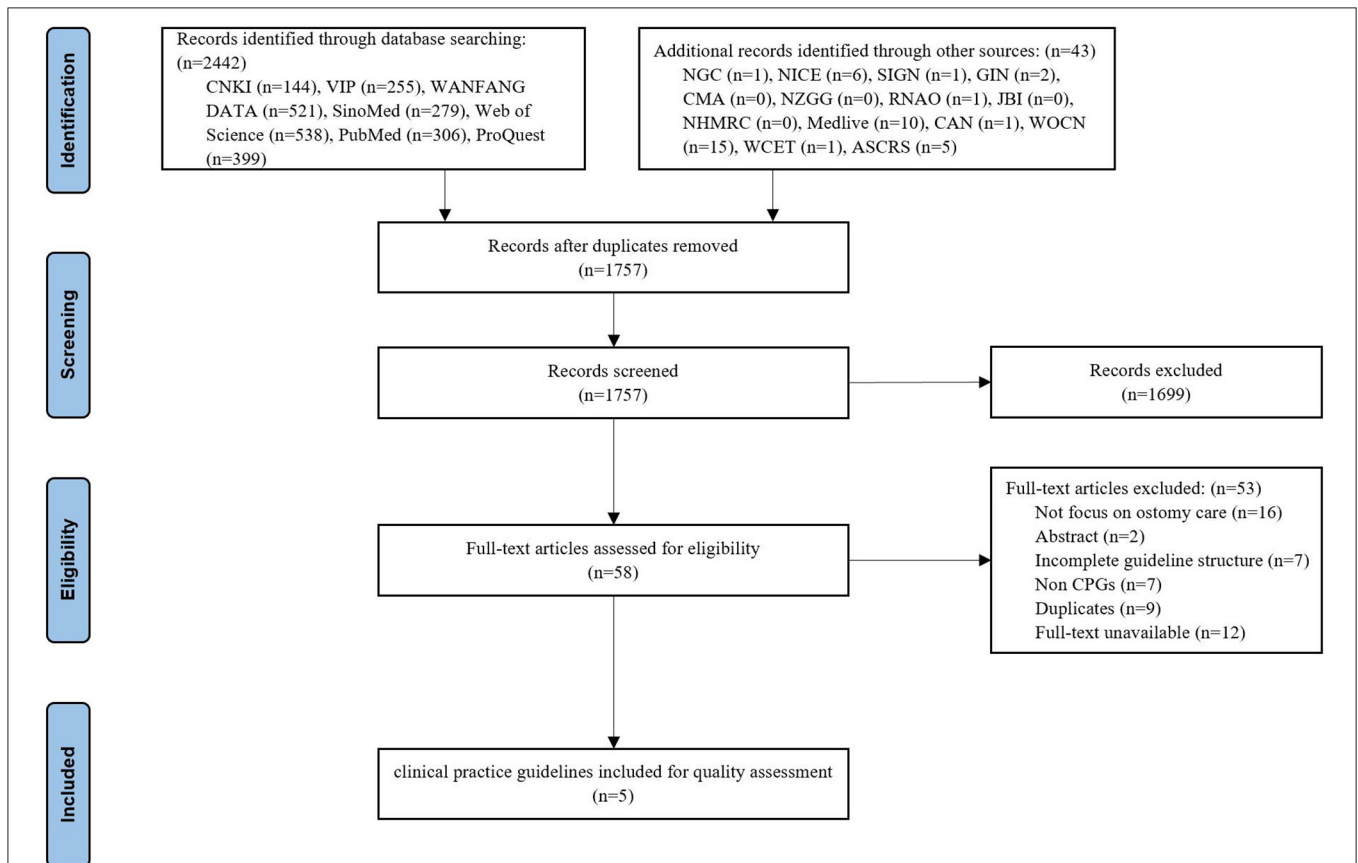 Identification
Records identified through database searching:
(n=2442)
CNKI (n=144), VIP (n=255), WANFANG
DATA (n=521), SinoMed (n=279), Web of
Science (n=538), PubMed (n=306), ProQuest
(n=399)
Additional records identified through other sources: (n=43)
NGC (n=1), NICE (n=6), SIGN (n=1), GIN (n=2),
CMA (n=0), NZGG (n=0), RNAO (n=1), JBI (n=0),
NHMRC (n=0), Medlive (n=10), CAN (n=1), WOCN
(n=15), WCET (n=1), ASCRS (n=5)
Records after duplicates removed
(n=1757)
Screening
Records screened
(n=1757)
Records excluded
(n=1699)
Eligibility
Full-text articles assessed for eligibility
(n=58)
Full-text articles excluded: (n=53)
Not focus on ostomy care (n=16)
Abstract (n=2)
Incomplete guideline structure (n=7)
Non CPGs (n=7)
Duplicates (n=9)
Full-text unavailable (n=12)
Included
clinical practice guidelines included for quality assessment
(n=5)